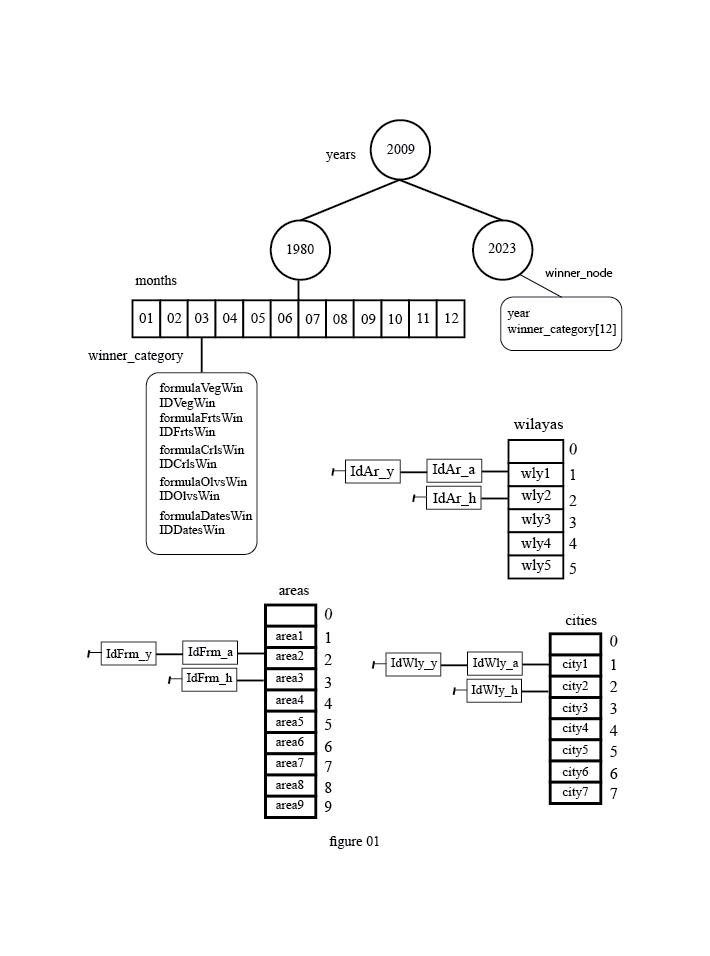 2009
years
1980
2023
winner_node
months
year
winner_category[12]
01 02 03 04 05 06 07 08 09 10 11 12
winner_category
formulaVegWin
IDVegWin
formulaFrtsWin
IDFrtsWin
formulaCrlsWin
IDCrlsWin
formulaOlvsWin
IDOlvsWin
formulaDatesWin
IDDatesWin
wilayas
0
IdAr_y IdAr_a wly1 1
IdAr_h wly2 2
wly3 3
wly4 4
wly5 5
areas
0
area1 1
IdFrm_y IdFrm_a area2 2
IdFrm_h area3 3
area4 4
area5 5
area6 6
area7 7
area8 8
area9 9
cities
0
IdWly_y IdWly_a city1 1
IdWly_h city2 2
city3 3
city4 4
city5 5
city6 6
city7 7
figure 01